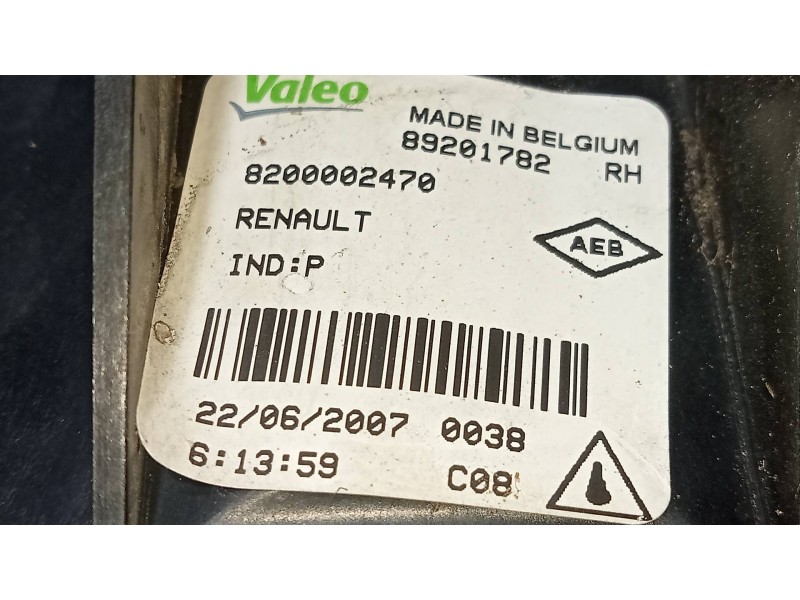 Valeo
MADE IN BELGIUM
89201782 RH
8200002470
RENAULT
AEB
IND:P
22/06/2007 0038
6:13:59 C08